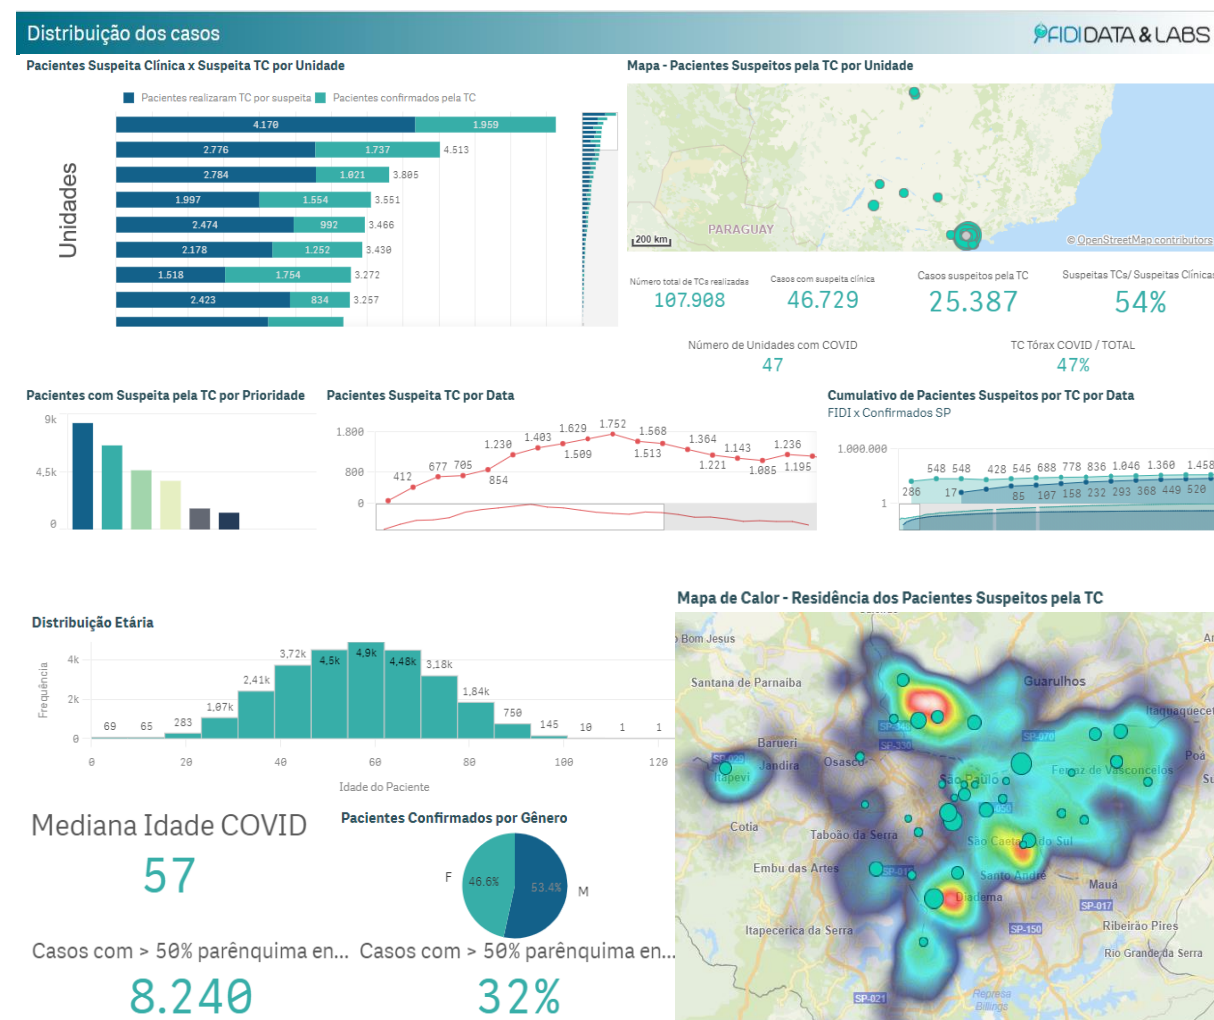 Distribuição dos casos
FIDI DATA & LABS
Pacientes Suspeita Clínica x Suspeita TC por Unidade
Pacientes realizaram TC por suspeita
Pacientes confirmados pela TC
Unidades
4.170 1.959
2.776 1.737 4.513
2.784 1.021 3.805
1.997 1.554 3.551
2.474 992 3.466
2.178 1.252 3.430
1.518 1.754 3.272
2.423 834 3.257
Mapa - Pacientes Suspeitos pela TC por Unidade
PARAGUAY
200 km
© OpenStreetMap contributors
Número total de TCs realizadas
107.908
Casos com suspeita clínica
46.729
Casos suspeitos pela TC
25.387
Suspeitas TCs/ Suspeitas Clínica
54%
Número de Unidades com COVID
47
TC Tórax COVID / TOTAL
47%
Pacientes com Suspeita pela TC por Prioridade
9k
4,5k
0
Pacientes Suspeita TC por Data
1.800
800
0
412 677 705 854 1.230 1.403 1.509 1.629 1.752 1.568 1.513 1.364 1.221 1.143 1.085 1.236 1.195
Cumulativo de Pacientes Suspeitos por TC por Data
FIDI x Confirmados SP
1.000.000
1
286 548 548 428 545 688 778 836 1.046 1.360 1.458
17 85 107 158 232 293 368 449 520
Distribuição Etária
Frequência
4k
2k
0
69 65 283 1,07k 2,41k 3,72k 4,5k 4,9k 4,48k 3,18k 1,84k 750 145 10 1 1
0 20 40 60 80 100 120
Idade do Paciente
Mediana Idade COVID
57
Pacientes Confirmados por Gênero
F 46.6% 53.4% M
Casos com > 50% parênquima en...
8.240
Casos com > 50% parênquima en...
32%
Mapa de Calor - Residência dos Pacientes Suspeitos pela TC
Bom Jesus
Santana de Parnaíba
Guarulhos
Itaquaquecet
SP-070
Barueri
Osasco
Jandira
Itapevi
Poá
São Paulo
Ferraz de Vasconcelos
Cotia
Taboão da Serra
São Caetano do Sul
Embu das Artes
Santo André
Mauá
Diadema
SP-017
Itapecerica da Serra
SP-150
Ribeirão Pires
Rio Grande da Serra
SP-021
Represa
Billings